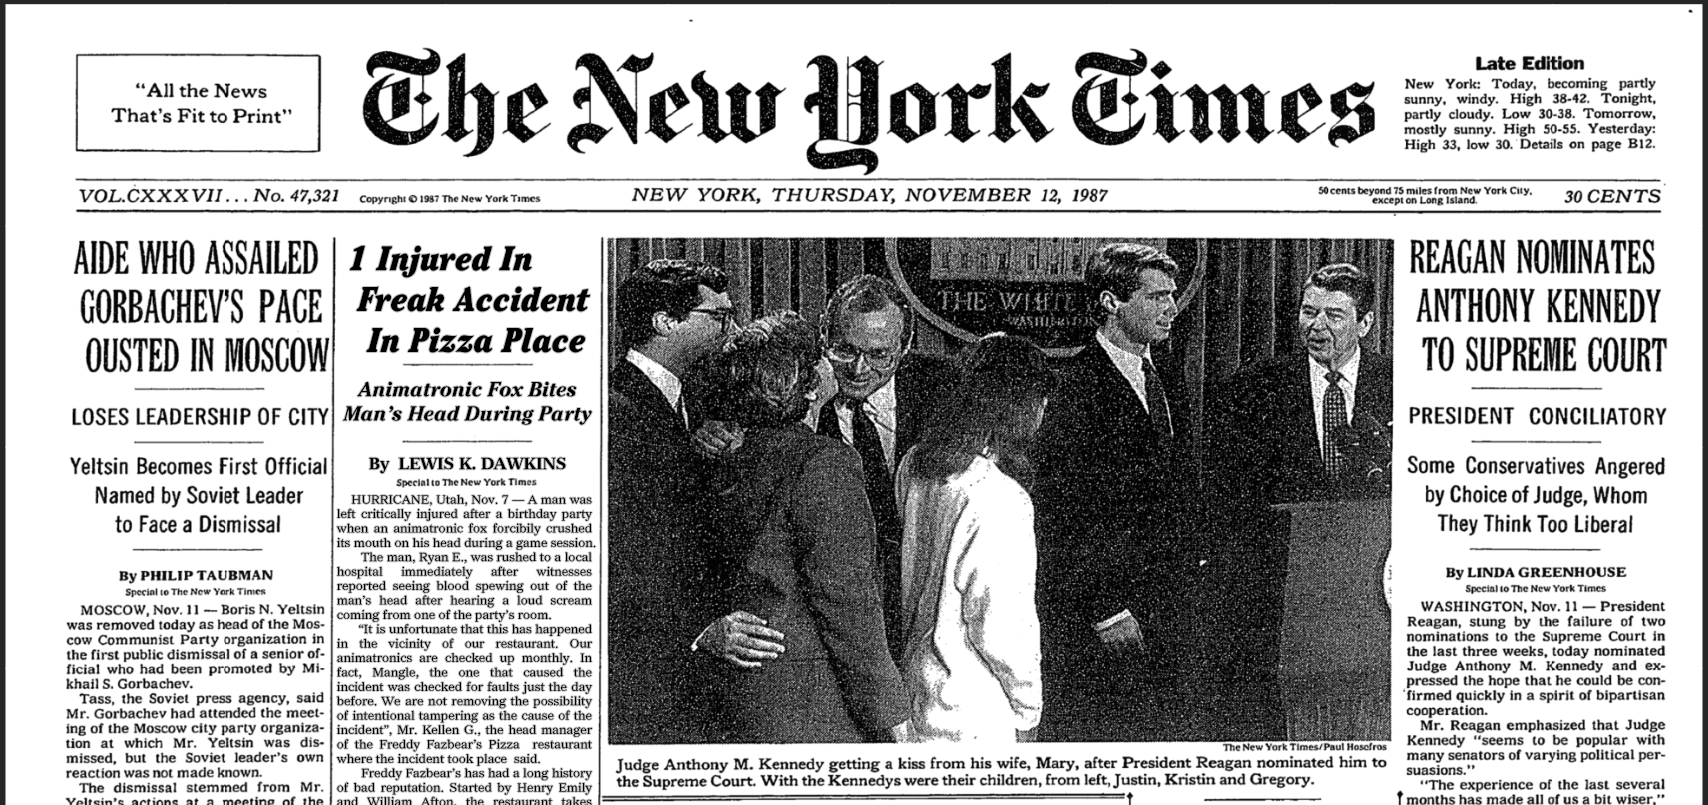 "All the News
That's Fit to Print"
The New York Times
Late Edition
New York: Today, becoming partly
sunny, windy. High 38-42. Tonight,
partly cloudy. Low 30-38. Tomorrow,
mostly sunny. High 50-55. Yesterday:
High 33, low 30. Details on page B12.
VOL.CXXXVII... No. 47,321
Copyright © 1987 The New York Times
NEW YORK, THURSDAY, NOVEMBER 12, 1987
50 cents beyond 75 miles from New York City,
except on Long Island.
30 CENTS
AIDE WHO ASSAILED
GORBACHEV'S PACE
OUSTED IN MOSCOW
LOSES LEADERSHIP OF CITY
Yeltsin Becomes First Official
Named by Soviet Leader
to Face a Dismissal
By PHILIP TAUBMAN
Special to The New York Times
MOSCOW, Nov. 11 — Boris N. Yeltsin
was removed today as head of the Mos-
cow Communist Party organization in
the first public dismissal of a senior of-
ficial who had been promoted by Mi-
khail S. Gorbachev.
Tass, the Soviet press agency, said
Mr. Gorbachev had attended the meet-
ing of the Moscow city party organiza-
tion at which Mr. Yeltsin was dis-
missed, but the Soviet leader's own
reaction was not made known.
The dismissal stemmed from Mr.
Yeltsin's actions at a meeting of the
1 Injured In
Freak Accident
In Pizza Place
Animatronic Fox Bites
Man's Head During Party
By LEWIS K. DAWKINS
Special to The New York Times
HURRICANE, Utah, Nov. 7 — A man was
left critically injured after a birthday party
when an animatronic fox forcibly crushed
its mouth on his head during a game session.
The man, Ryan E., was rushed to a local
hospital immediately after witnesses
reported seeing blood spewing out of the
man's head after hearing a loud scream
coming from one of the party's room.
"It is unfortunate that this has happened
in the vicinity of our restaurant. Our
animatronics are checked up monthly. In
fact, Mangle, the one that caused the
incident was checked for faults just the day
before. We are not removing the possibility
of intentional tampering as the cause of the
incident", Mr. Kellen G., the head manager
of the Freddy Fazbear's Pizza restaurant
where the incident took place said.
Freddy Fazbear's has had a long history
of bad reputation. Started by Henry Emily
and William Afton, the restaurant takes
THE WHITE
WASHINGTON
The New York Times/Paul Hosefros
Judge Anthony M. Kennedy getting a kiss from his wife, Mary, after President Reagan nominated him to
the Supreme Court. With the Kennedys were their children, from left, Justin, Kristin and Gregory.
REAGAN NOMINATES
ANTHONY KENNEDY
TO SUPREME COURT
PRESIDENT CONCILIATORY
Some Conservatives Angered
by Choice of Judge, Whom
They Think Too Liberal
By LINDA GREENHOUSE
Special to The New York Times
WASHINGTON, Nov. 11 — President
Reagan, stung by the failure of two
nominations to the Supreme Court in
the last three weeks, today nominated
Judge Anthony M. Kennedy and ex-
pressed the hope that he could be con-
firmed quickly in a spirit of bipartisan
cooperation.
Mr. Reagan emphasized that Judge
Kennedy "seems to be popular with
many senators of varying political per-
suasions."
"The experience of the last several
months has made all of us a bit wiser."